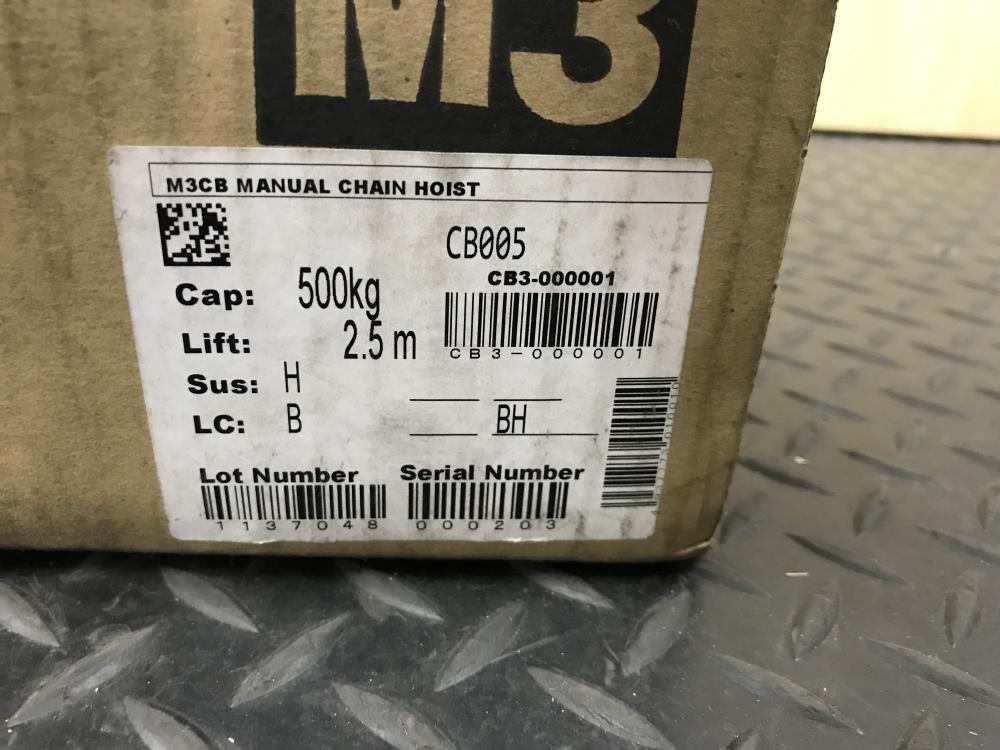 M3
M3CB MANUAL CHAIN HOIST
CB005
CB3-000001
Cap: 500kg
CB3-000001
Lift: 2.5 m
Sus: H
LC: B
BH
Lot Number Serial Number
1137048 000203